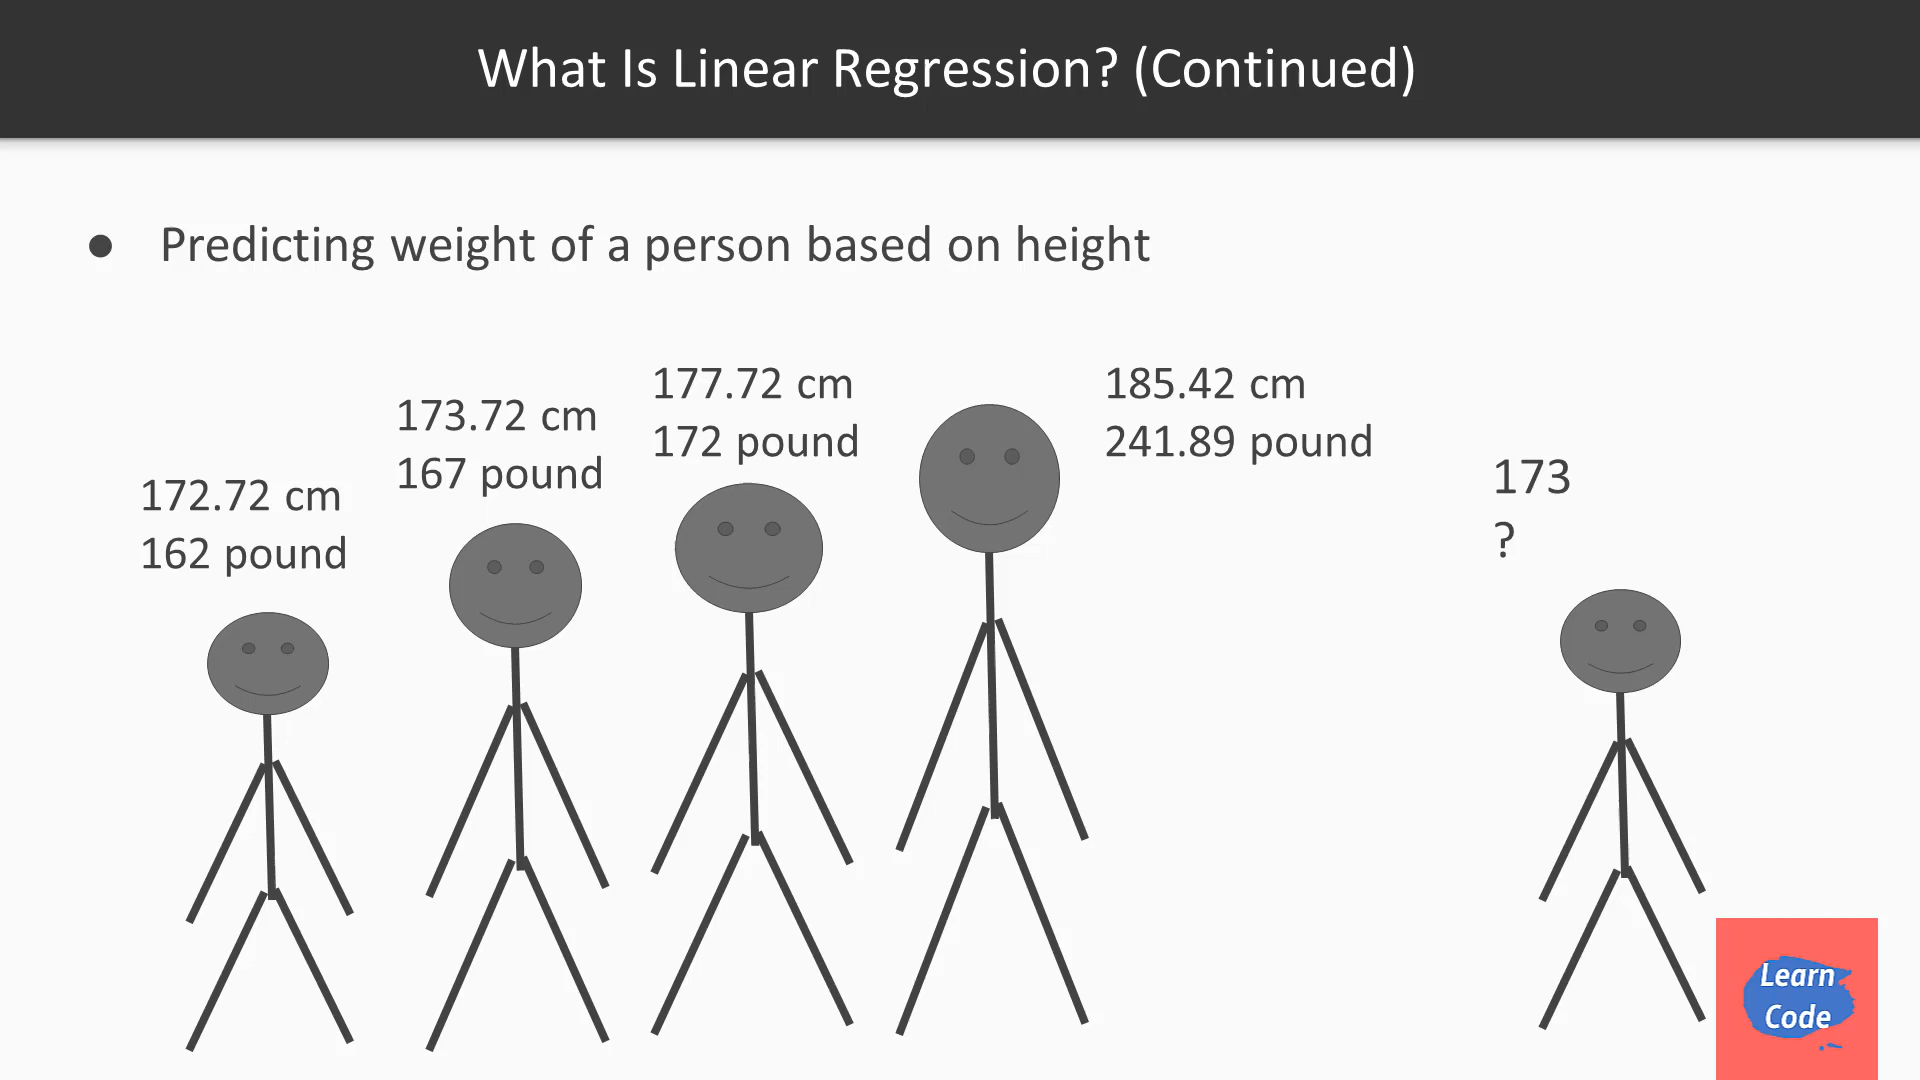 What Is Linear Regression? (Continued)
● Predicting weight of a person based on height
172.72 cm
162 pound
173.72 cm
167 pound
177.72 cm
172 pound
185.42 cm
241.89 pound
173
?
Learn
Code